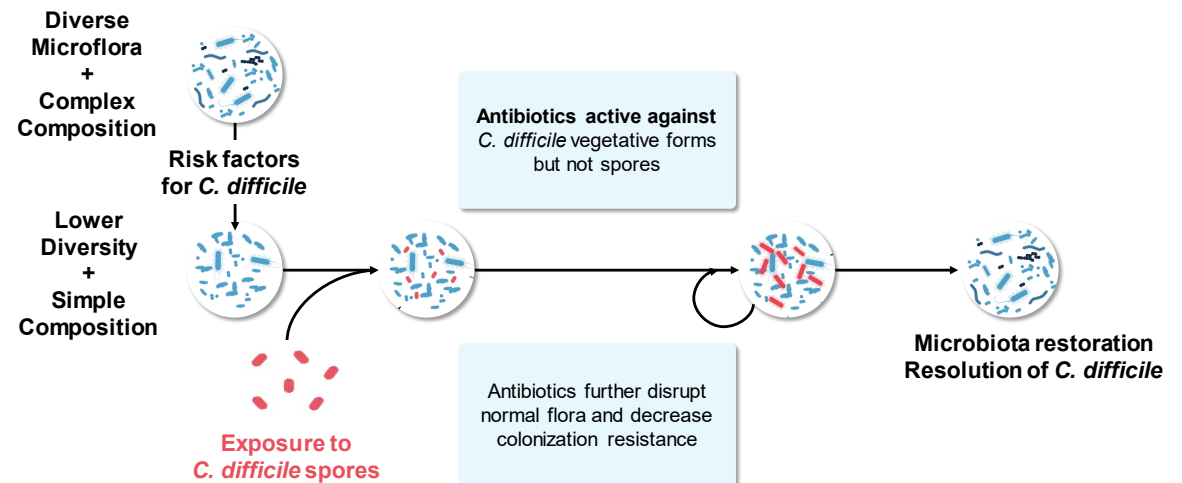 Diverse
Microflora
+
Complex
Composition
Risk factors
for C. difficile
Lower
Diversity
+
Simple
Composition
Exposure to
C. difficile spores
Antibiotics active against
C. difficile vegetative forms
but not spores
Antibiotics further disrupt
normal flora and decrease
colonization resistance
Microbiota restoration
Resolution of C. difficile